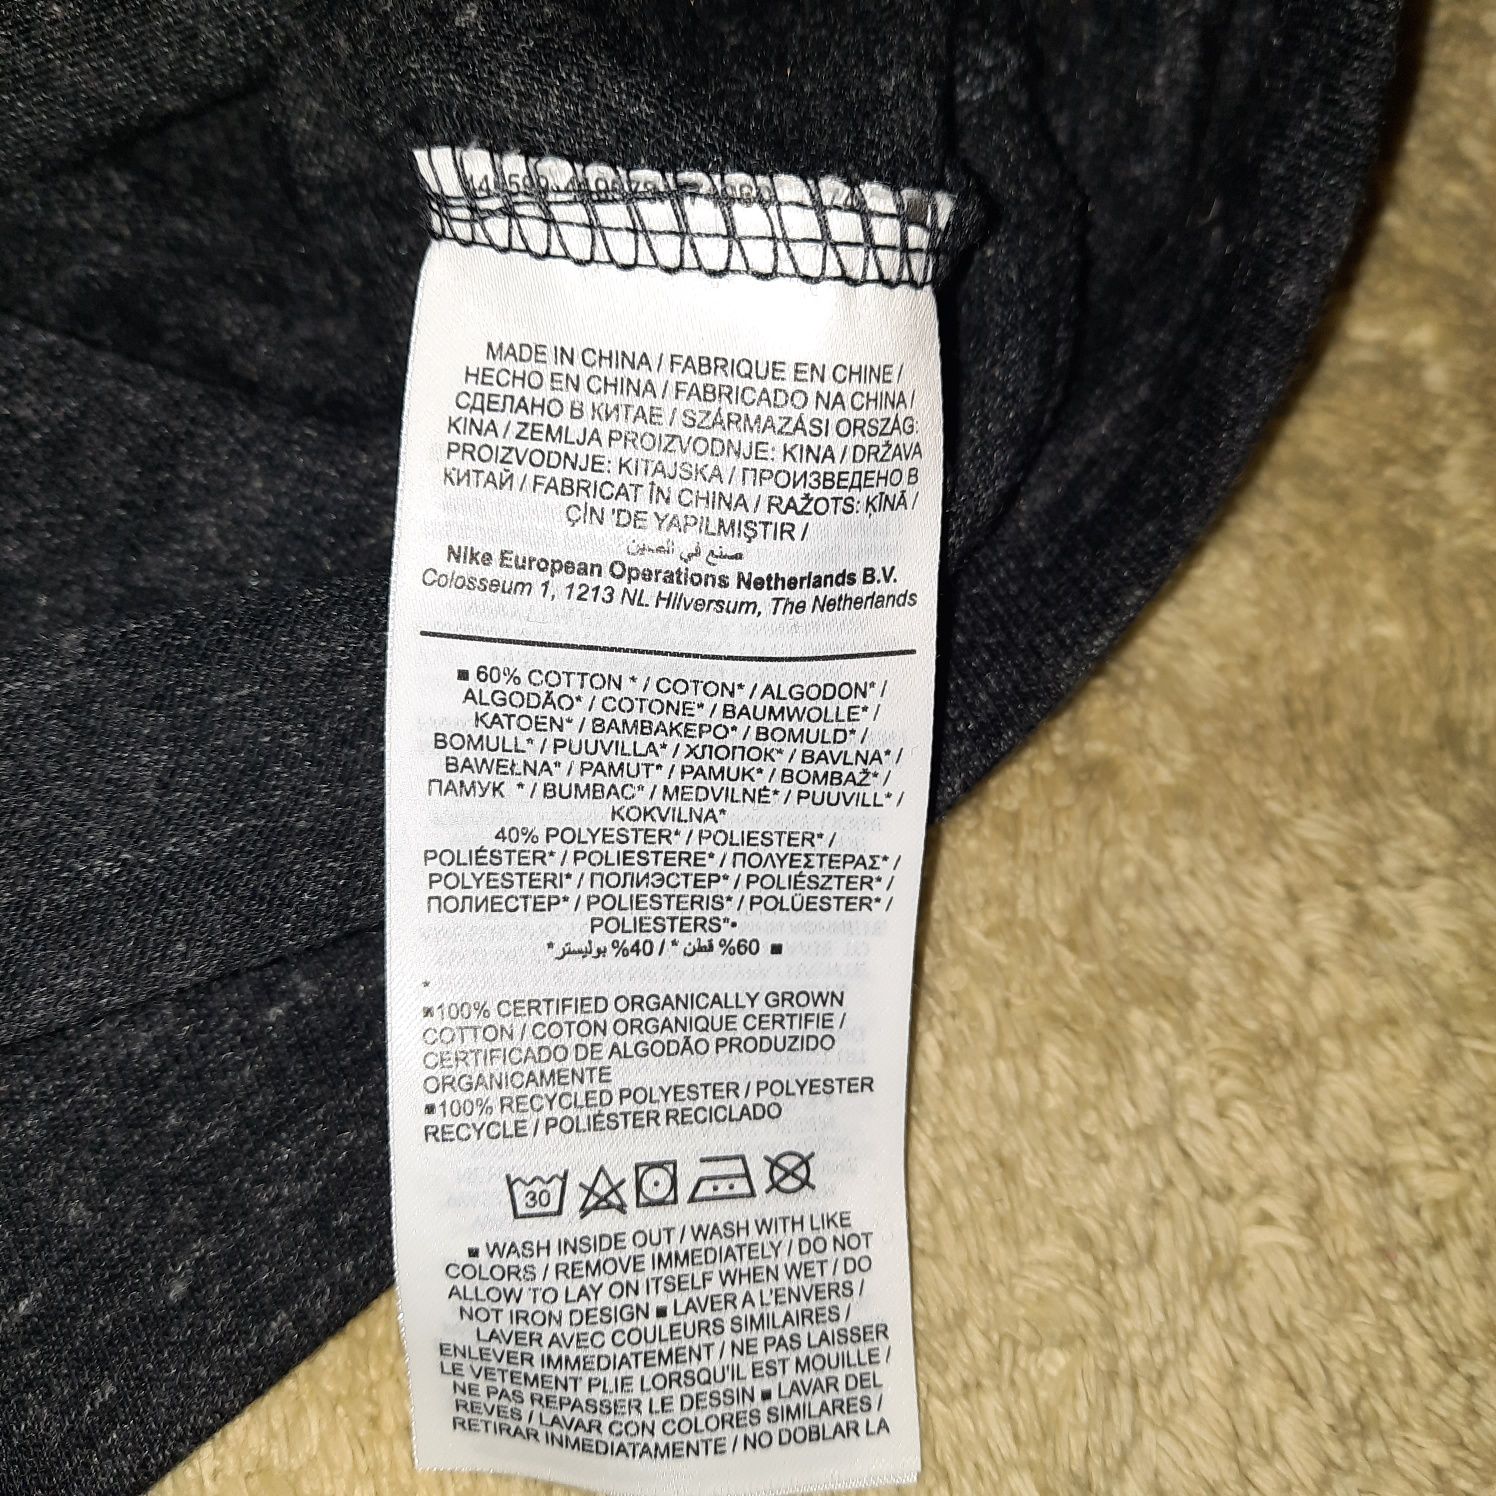 MADE IN CHINA / FABRIQUE EN CHINE /
HECHO EN CHINA / FABRICADO NA CHINA /
СДЕЛАНО В КИТАЕ / SZÁRMAZÁSI ORSZÁG:
KINA / ZEMLJA PROIZVODNJE: KINA / DRŽAVA
PROIZVODNJE: KITAJSKA / ПРОИЗВЕДЕНО В
КИТАЙ / FABRICAT ÎN CHINA / RAŽOTS: ĶĪNĀ /
ÇİN 'DE YAPILMIŞTIR /
صنع في الصين
Nike European Operations Netherlands B.V.
Colosseum 1, 1213 NL Hilversum, The Netherlands
■ 60% COTTON * / COTON* / ALGODON* /
ALGODÃO* / COTONE* / BAUMWOLLE* /
KATOEN* / ΒΑΜΒΑΚΕΡΟ* / BOMULD* /
BOMULL* / PUUVILLA* / ХЛОПОК* / BAVLNA* /
BAWEŁNA* / PAMUT* / PAMUK* / BOMBAŽ* /
ПАМУК * / BUMBAC* / MEDVILNĖ* / PUUVILL* /
KOKVILNA*
40% POLYESTER* / POLIESTER* /
POLIÉSTER* / POLIESTERE* / ΠΟΛΥΕΣΤΕΡΑΣ* /
POLYESTERI* / ПОЛИЭСТЕР* / POLIÉSZTER* /
ПОЛИЕСТЕР* / POLIESTERIS* / POLÜESTER* /
POLIESTERS*•
■ 60% قطن * / 40% بوليستر*
*
■100% CERTIFIED ORGANICALLY GROWN
COTTON / COTON ORGANIQUE CERTIFIE /
CERTIFICADO DE ALGODÃO PRODUZIDO
ORGANICAMENTE
■100% RECYCLED POLYESTER / POLYESTER
RECYCLE / POLIÉSTER RECICLADO
30
■ WASH INSIDE OUT / WASH WITH LIKE
COLORS / REMOVE IMMEDIATELY / DO NOT
ALLOW TO LAY ON ITSELF WHEN WET / DO
NOT IRON DESIGN ■ LAVER A L'ENVERS /
LAVER AVEC COULEURS SIMILAIRES /
ENLEVER IMMEDIATEMENT / NE PAS LAISSER
LE VETEMENT PLIE LORSQU'IL EST MOUILLE /
NE PAS REPASSER LE DESSIN ■ LAVAR DEL
REVES / LAVAR CON COLORES SIMILARES /
RETIRAR INMEDIATAMENTE / NO DOBLAR LA